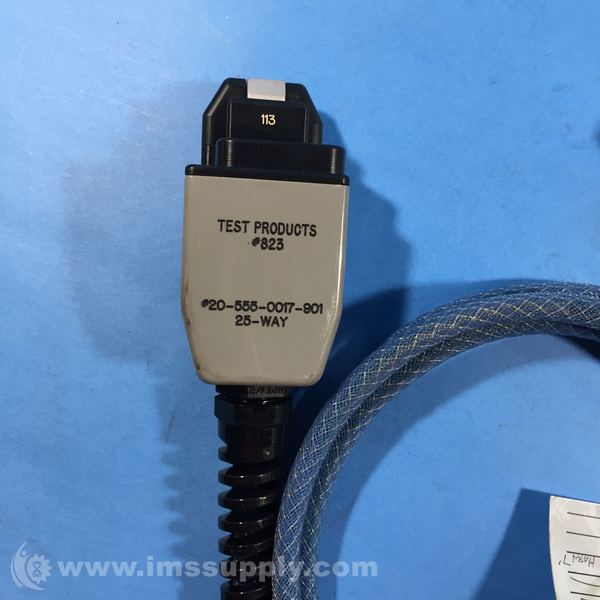 113
TEST PRODUCTS
#823
#20-555-0017-901
25-WAY
www.imssupply.com